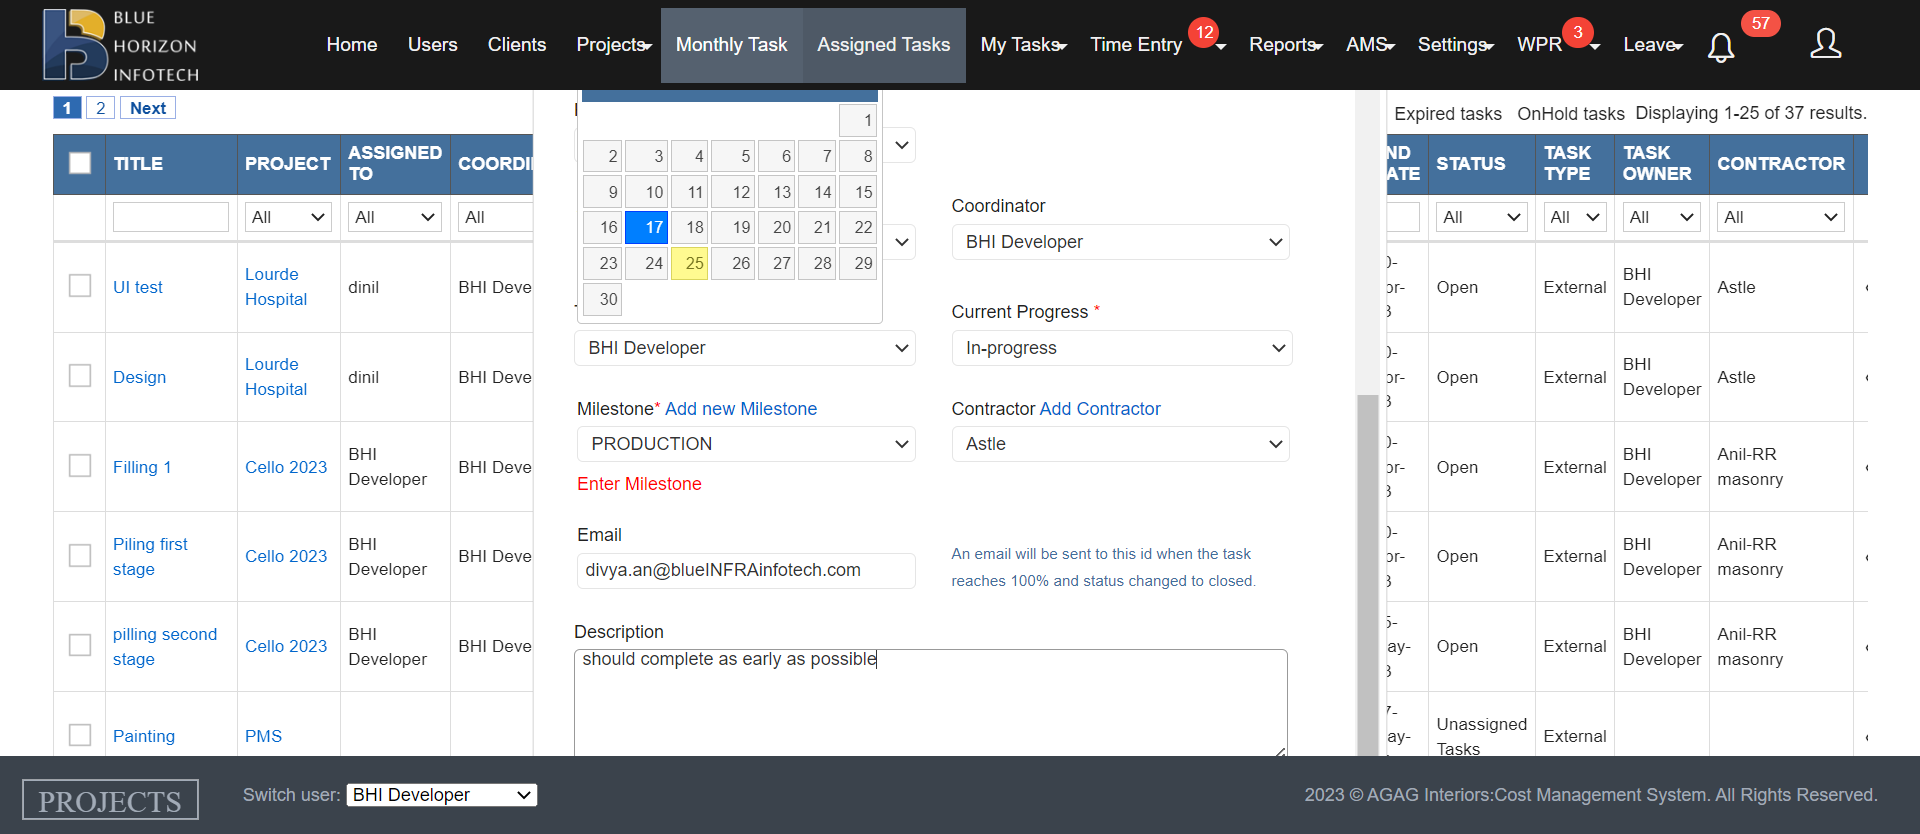 BLUE
HORIZON
INFOTECH
Home Users Clients Projects Monthly Task Assigned Tasks My Tasks Time Entry 12 Reports AMS Settings WPR 3 Leave 57
1 2 Next
Expired tasks OnHold tasks Displaying 1-25 of 37 results.
TITLE PROJECT ASSIGNED TO COORDI
ND ATE STATUS TASK TYPE TASK OWNER CONTRACTOR
All All All
All All All All
UI test Lourde Hospital dinil BHI Deve
Open External BHI Developer Astle
Design Lourde Hospital dinil BHI Deve
Open External BHI Developer Astle
Filling 1 Cello 2023 BHI Developer BHI Deve
Open External BHI Developer Anil-RR masonry
Piling first stage Cello 2023 BHI Developer BHI Deve
Open External BHI Developer Anil-RR masonry
pilling second stage Cello 2023 BHI Developer BHI Deve
Open External BHI Developer Anil-RR masonry
Painting PMS
Unassigned Tasks External
1
2 3 4 5 6 7 8
9 10 11 12 13 14 15
16 17 18 19 20 21 22
23 24 25 26 27 28 29
30
Coordinator
BHI Developer
Current Progress *
BHI Developer In-progress
Milestone* Add new Milestone Contractor Add Contractor
PRODUCTION Astle
Enter Milestone
Email
divya.an@blueINFRAinfotech.com
An email will be sent to this id when the task
reaches 100% and status changed to closed.
Description
should complete as early as possible
PROJECTS Switch user: BHI Developer 2023 © AGAG Interiors:Cost Management System. All Rights Reserved.